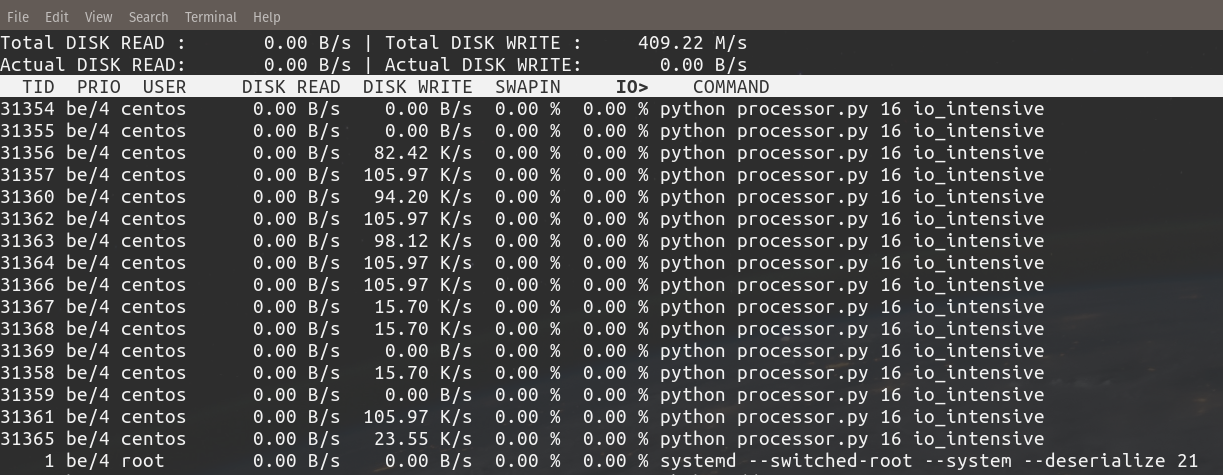 File Edit View Search Terminal Help
Total DISK READ :       0.00 B/s | Total DISK WRITE :     409.22 M/s
Actual DISK READ:       0.00 B/s | Actual DISK WRITE:       0.00 B/s
  TID  PRIO  USER     DISK READ  DISK WRITE  SWAPIN     IO>    COMMAND
31354 be/4 centos      0.00 B/s    0.00 B/s  0.00 %  0.00 % python processor.py 16 io_intensive
31355 be/4 centos      0.00 B/s    0.00 B/s  0.00 %  0.00 % python processor.py 16 io_intensive
31356 be/4 centos      0.00 B/s   82.42 K/s  0.00 %  0.00 % python processor.py 16 io_intensive
31357 be/4 centos      0.00 B/s  105.97 K/s  0.00 %  0.00 % python processor.py 16 io_intensive
31360 be/4 centos      0.00 B/s   94.20 K/s  0.00 %  0.00 % python processor.py 16 io_intensive
31362 be/4 centos      0.00 B/s  105.97 K/s  0.00 %  0.00 % python processor.py 16 io_intensive
31363 be/4 centos      0.00 B/s   98.12 K/s  0.00 %  0.00 % python processor.py 16 io_intensive
31364 be/4 centos      0.00 B/s  105.97 K/s  0.00 %  0.00 % python processor.py 16 io_intensive
31366 be/4 centos      0.00 B/s  105.97 K/s  0.00 %  0.00 % python processor.py 16 io_intensive
31367 be/4 centos      0.00 B/s   15.70 K/s  0.00 %  0.00 % python processor.py 16 io_intensive
31368 be/4 centos      0.00 B/s   15.70 K/s  0.00 %  0.00 % python processor.py 16 io_intensive
31369 be/4 centos      0.00 B/s    0.00 B/s  0.00 %  0.00 % python processor.py 16 io_intensive
31358 be/4 centos      0.00 B/s   15.70 K/s  0.00 %  0.00 % python processor.py 16 io_intensive
31359 be/4 centos      0.00 B/s    0.00 B/s  0.00 %  0.00 % python processor.py 16 io_intensive
31361 be/4 centos      0.00 B/s  105.97 K/s  0.00 %  0.00 % python processor.py 16 io_intensive
31365 be/4 centos      0.00 B/s   23.55 K/s  0.00 %  0.00 % python processor.py 16 io_intensive
    1 be/4 root        0.00 B/s    0.00 B/s  0.00 %  0.00 % systemd --switched-root --system --deserialize 21